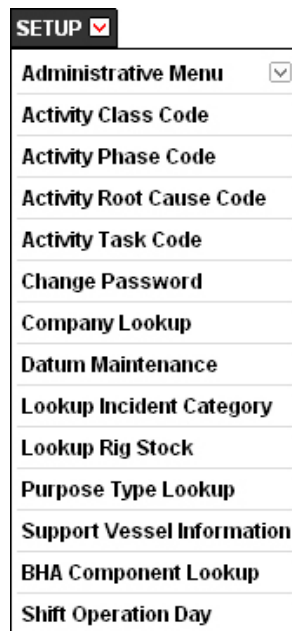 SETUP
Administrative Menu
Activity Class Code
Activity Phase Code
Activity Root Cause Code
Activity Task Code
Change Password
Company Lookup
Datum Maintenance
Lookup Incident Category
Lookup Rig Stock
Purpose Type Lookup
Support Vessel Information
BHA Component Lookup
Shift Operation Day